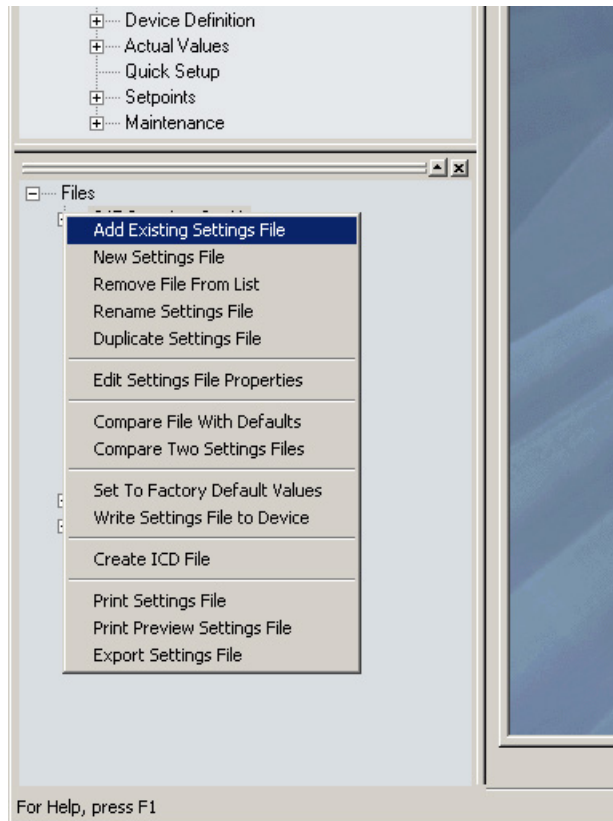 Device Definition
Actual Values
Quick Setup
Setpoints
Maintenance
Files
Add Existing Settings File
New Settings File
Remove File From List
Rename Settings File
Duplicate Settings File
Edit Settings File Properties
Compare File With Defaults
Compare Two Settings Files
Set To Factory Default Values
Write Settings File to Device
Create ICD File
Print Settings File
Print Preview Settings File
Export Settings File
For Help, press F1